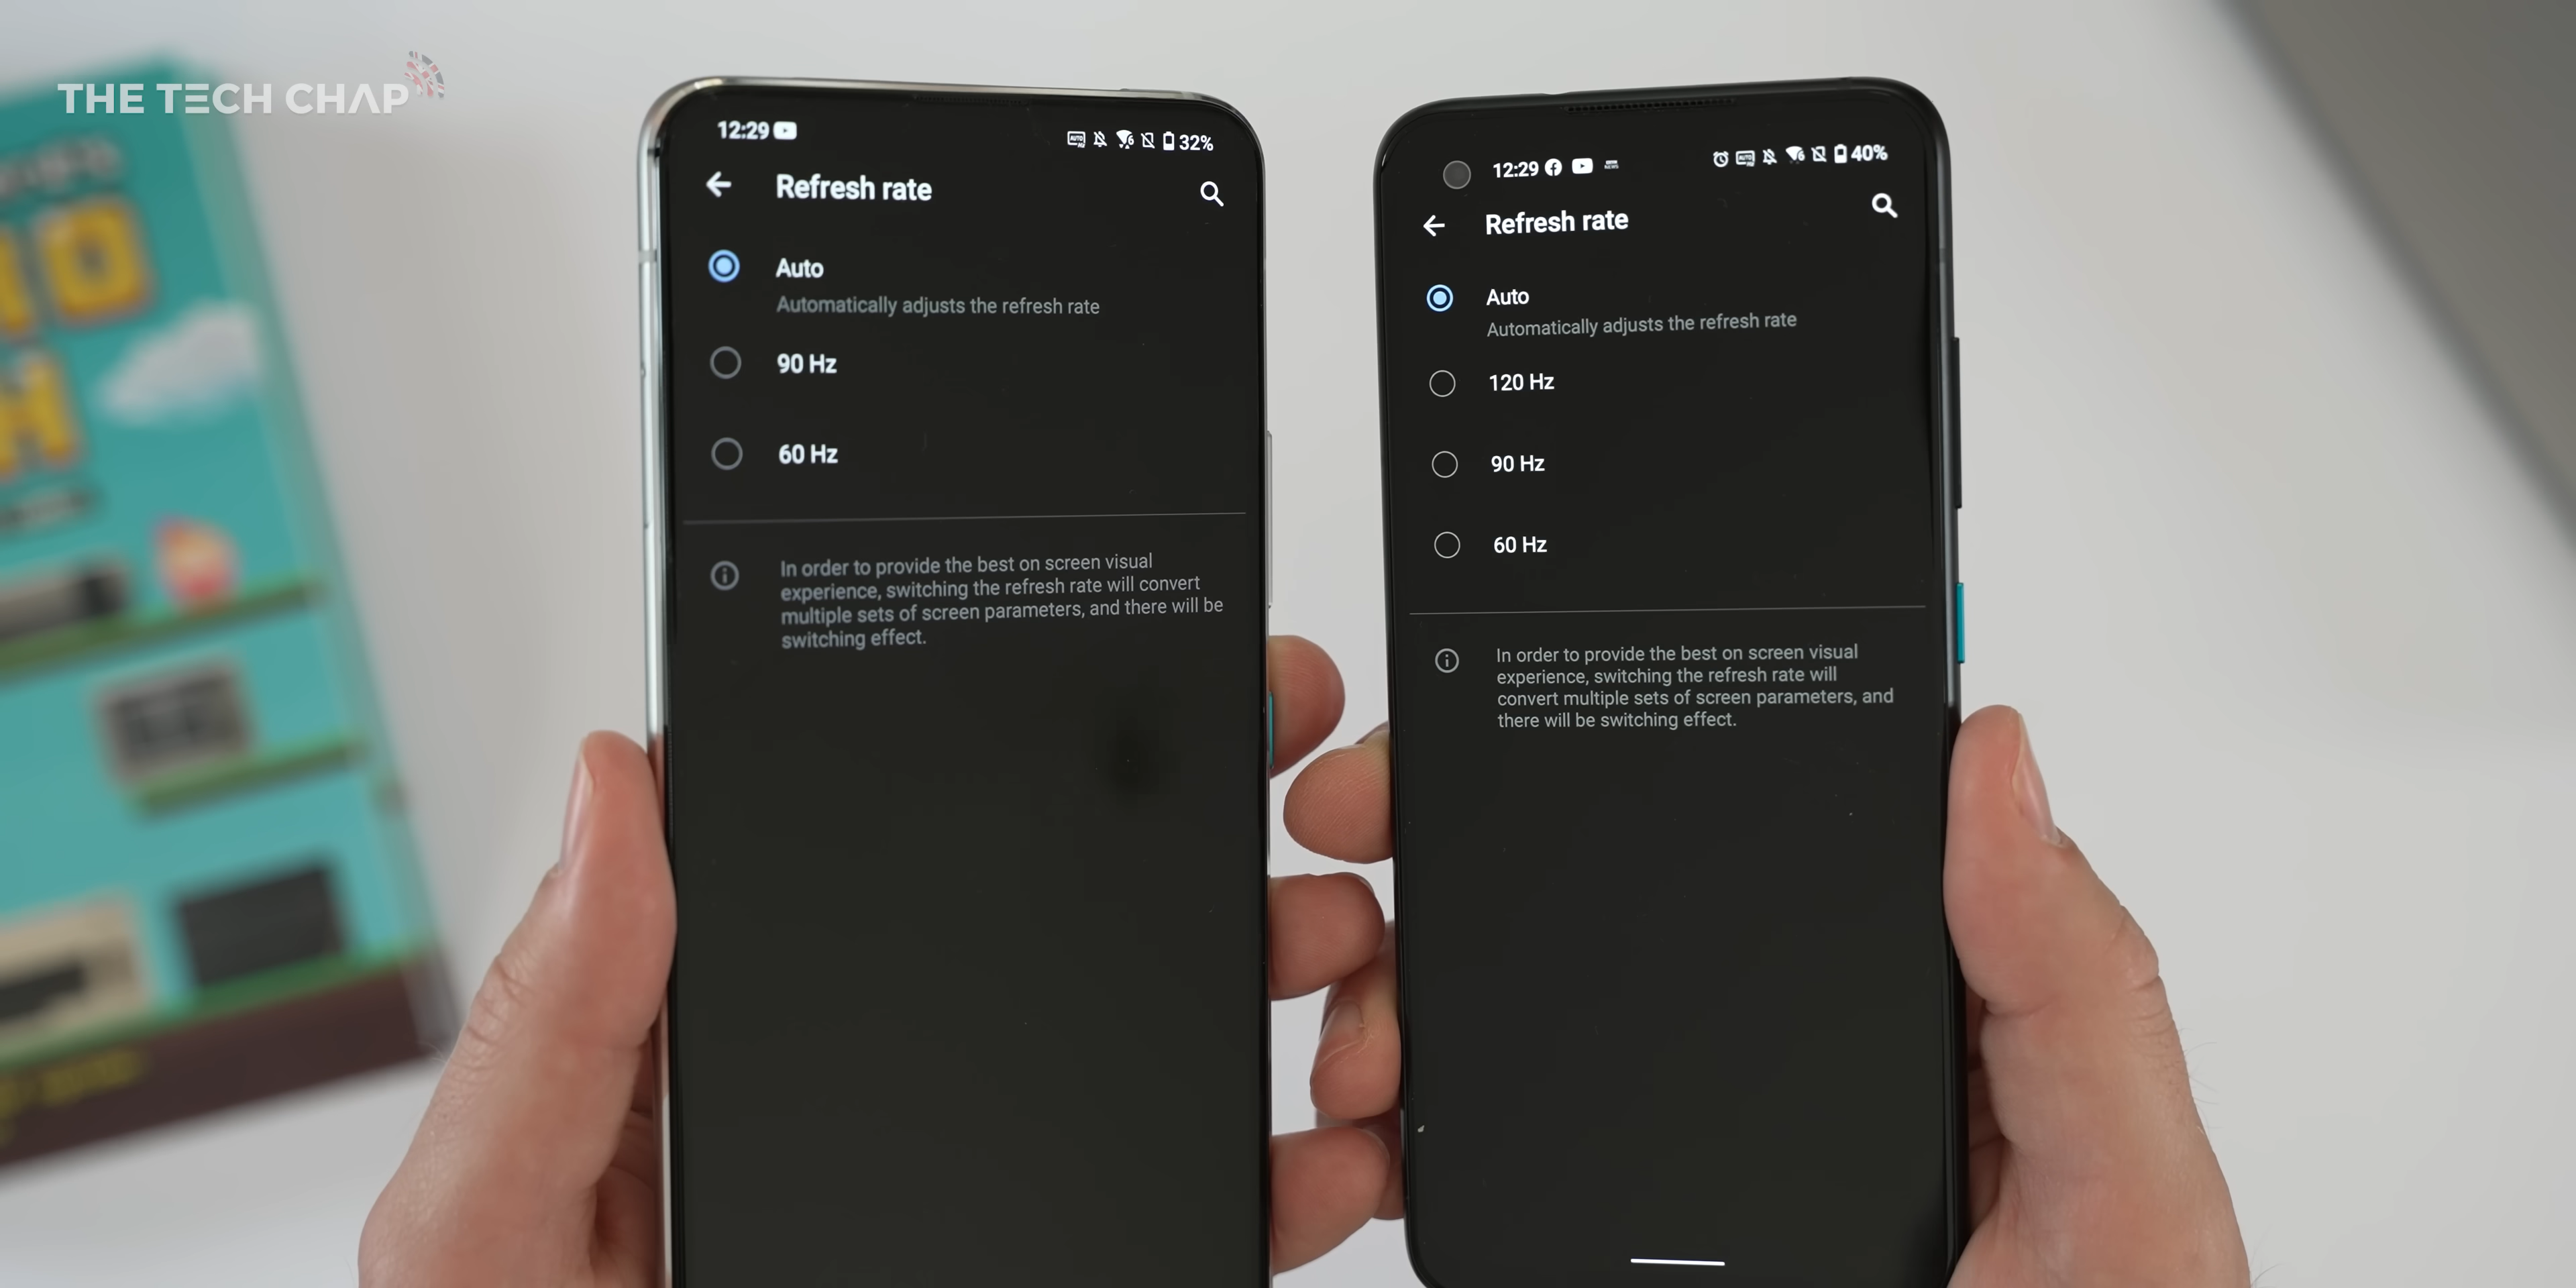 THE TECH CHAP
12:29
32%
Refresh rate
Auto
Automatically adjusts the refresh rate
90 Hz
60 Hz
In order to provide the best on screen visual
experience, switching the refresh rate will convert
multiple sets of screen parameters, and there will be
switching effect.
12:29
40%
Refresh rate
Auto
Automatically adjusts the refresh rate
120 Hz
90 Hz
60 Hz
In order to provide the best on screen visual
experience, switching the refresh rate will
convert multiple sets of screen parameters, and
there will be switching effect.